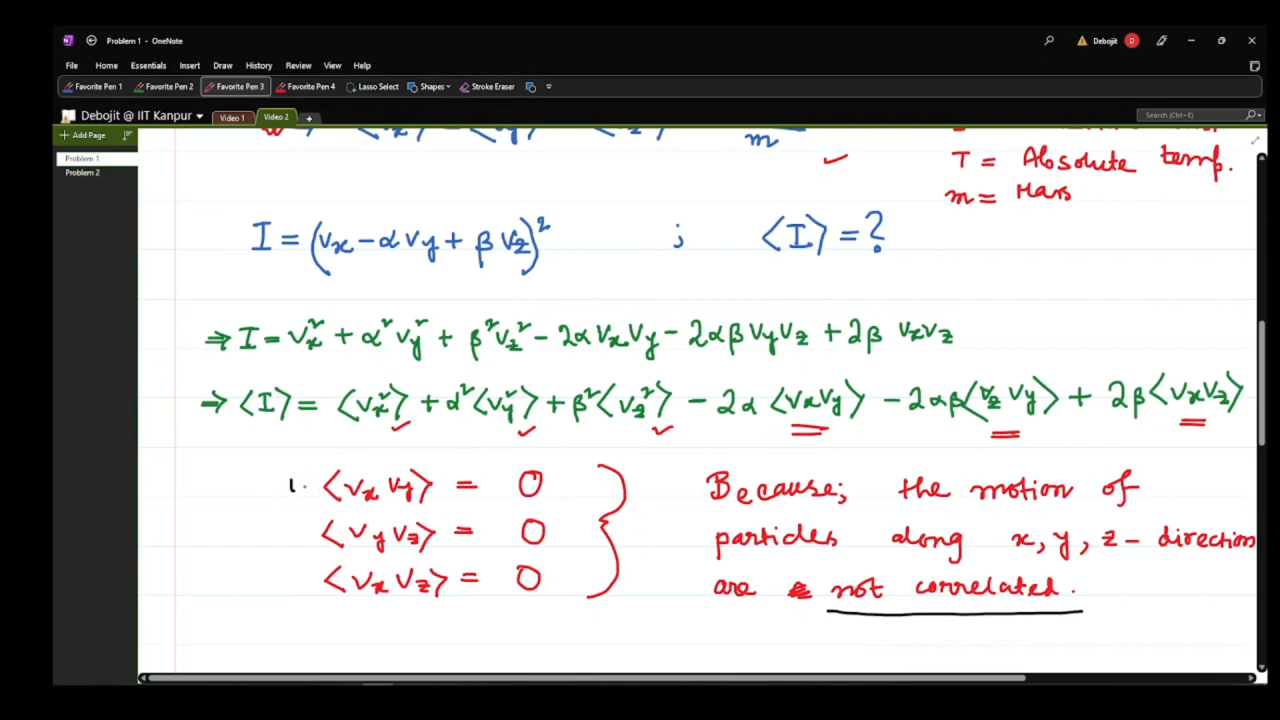 Problem 1 - OneNote
Debojit D
File Home Essentials Insert Draw History Review View Help
Favorite Pen 1 Favorite Pen 2 Favorite Pen 3 Favorite Pen 4 Lasso Select Shapes Stroke Eraser
Debojit @ IIT Kanpur Video 1 Video 2 +
Search (Ctrl+E)
+ Add Page
Problem 1
Problem 2
m
T = Absolute temp.
m = Mass
I = (vx - αvy + βvz)² ; ⟨I⟩ = ?
⇒ I = vx² + α²vy² + β²vz² - 2αvxvy - 2αβvyvz + 2βvxvz
⇒ ⟨I⟩ = ⟨vx²⟩ + α²⟨vy²⟩ + β²⟨vz²⟩ - 2α⟨vxvy⟩ - 2αβ⟨vzvy⟩ + 2β⟨vxvz⟩
⟨vxvy⟩ = 0
⟨vyvz⟩ = 0
⟨vxvz⟩ = 0
Because; the motion of
particles along x, y, z - direction
are not correlated.